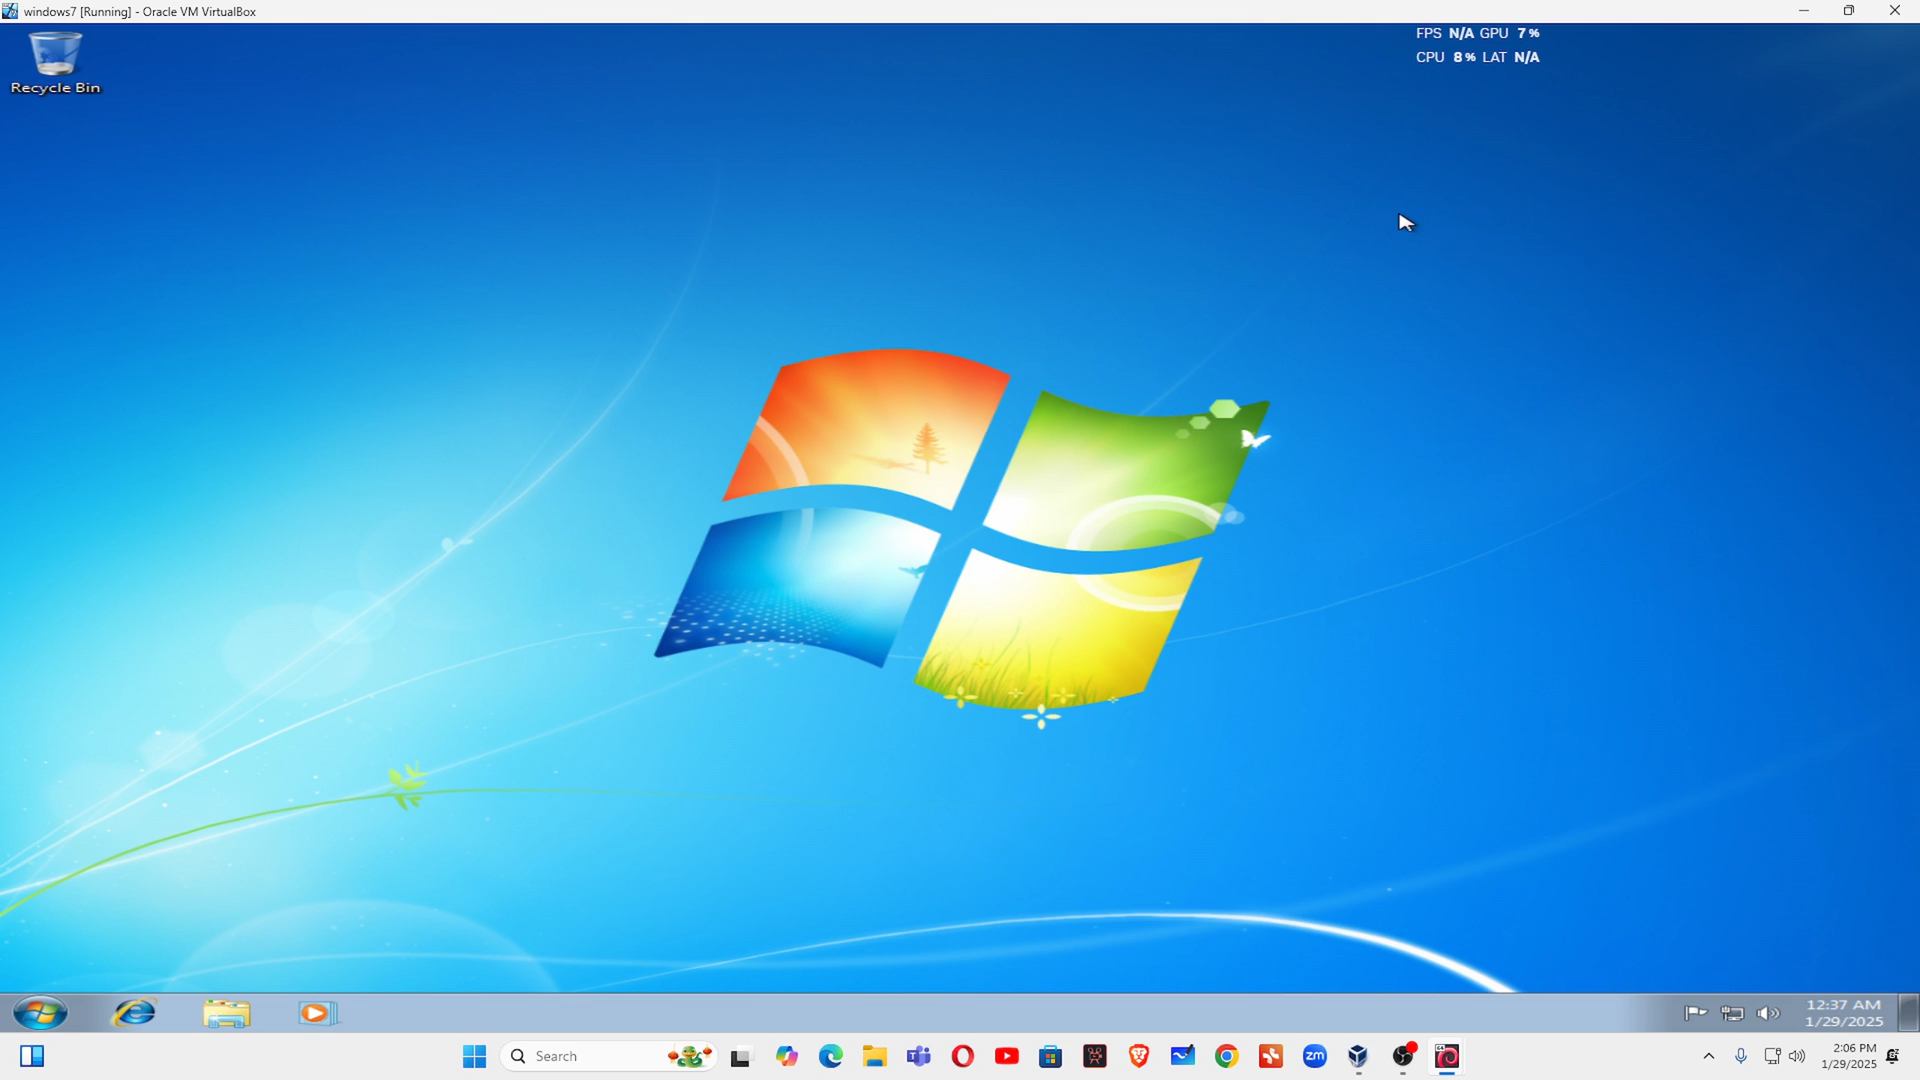 windows7 [Running] - Oracle VM VirtualBox
FPS N/A GPU 7%
CPU 8% LAT N/A
Recycle Bin
12:37 AM
1/29/2025
Search
zm
2:06 PM
1/29/2025